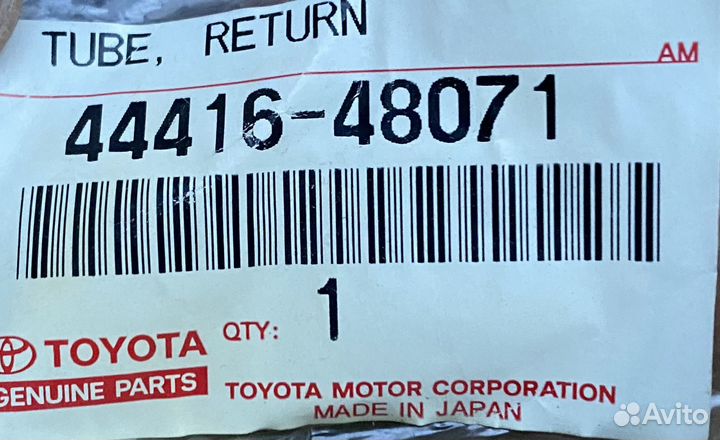 TUBE, RETURN
AM
44416-48071
QTY: 1
TOYOTA
GENUINE PARTS
TOYOTA MOTOR CORPORATION
MADE IN JAPAN
Avito